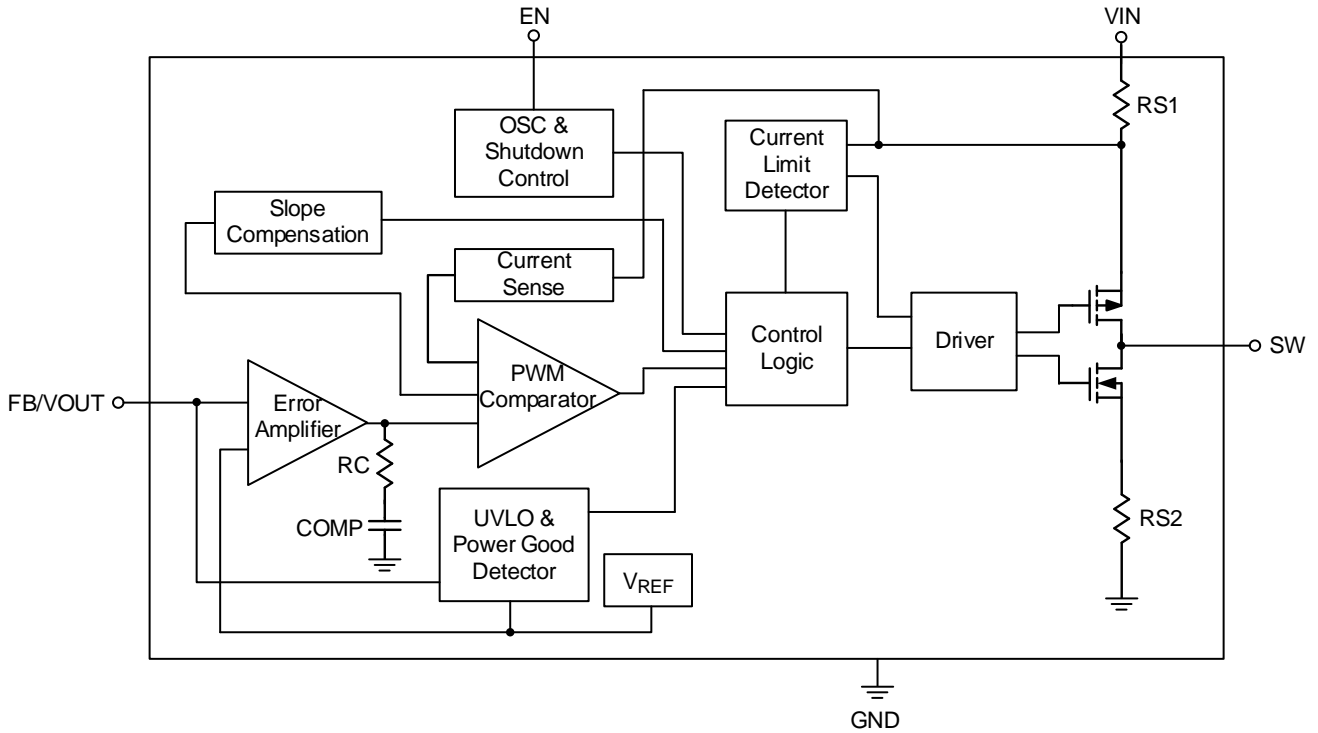 EN
VIN
RS1
OSC &
Shutdown
Control
Current
Limit
Detector
Slope
Compensation
Current
Sense
Control
Logic
Driver
SW
PWM
Comparator
FB/VOUT
Error
Amplifier
RC
COMP
UVLO &
Power Good
Detector
VREF
RS2
GND